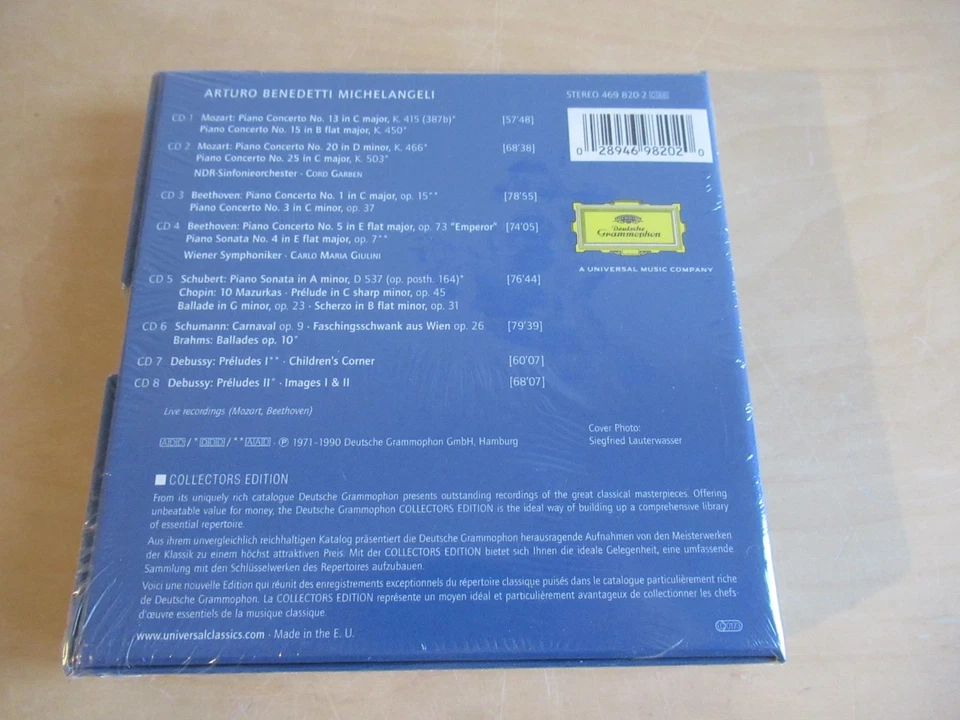 ARTURO BENEDETTI MICHELANGELI
STEREO 469 820-2
CD 1 Mozart: Piano Concerto No. 13 in C major, K. 415 (387b)* [57'48]
Piano Concerto No. 15 in B flat major, K. 450*
CD 2 Mozart: Piano Concerto No. 20 in D minor, K. 466* [68'38]
Piano Concerto No. 25 in C major, K. 503*
NDR-Sinfonieorchester · CORD GARBEN
0 28946 98202 0
CD 3 Beethoven: Piano Concerto No. 1 in C major, op. 15** [78'55]
Piano Concerto No. 3 in C minor, op. 37
CD 4 Beethoven: Piano Concerto No. 5 in E flat major, op. 73 "Emperor" [74'05]
Piano Sonata No. 4 in E flat major, op. 7**
Wiener Symphoniker · CARLO MARIA GIULINI
Deutsche
Grammophon
A UNIVERSAL MUSIC COMPANY
CD 5 Schubert: Piano Sonata in A minor, D 537 (op. posth. 164)* [76'44]
Chopin: 10 Mazurkas · Prélude in C sharp minor, op. 45
Ballade in G minor, op. 23 · Scherzo in B flat minor, op. 31
CD 6 Schumann: Carnaval op. 9 · Faschingsschwank aus Wien op. 26 [79'39]
Brahms: Ballades op. 10*
CD 7 Debussy: Préludes I** · Children's Corner [60'07]
CD 8 Debussy: Préludes II* · Images I & II [68'07]
Live recordings (Mozart, Beethoven)
ADD / *DDD / **AAD · ℗ 1971-1990 Deutsche Grammophon GmbH, Hamburg
Cover Photo:
Siegfried Lauterwasser
COLLECTORS EDITION
From its uniquely rich catalogue Deutsche Grammophon presents outstanding recordings of the great classical masterpieces. Offering
unbeatable value for money, the Deutsche Grammophon COLLECTORS EDITION is the ideal way of building up a comprehensive library
of essential repertoire.
Aus ihrem unvergleichlich reichhaltigen Katalog präsentiert die Deutsche Grammophon herausragende Aufnahmen von den Meisterwerken
der Klassik zu einem höchst attraktiven Preis. Mit der COLLECTORS EDITION bietet sich Ihnen die ideale Gelegenheit, eine umfassende
Sammlung mit den Schlüsselwerken des Repertoires aufzubauen.
Voici une nouvelle Edition qui réunit des enregistrements exceptionnels du répertoire classique puisés dans le catalogue particulièrement riche
de Deutsche Grammophon. La COLLECTORS EDITION représente un moyen idéal et particulièrement avantageux de collectionner les chefs-
d'œuvre essentiels de la musique classique.
www.universalclassics.com · Made in the E. U.